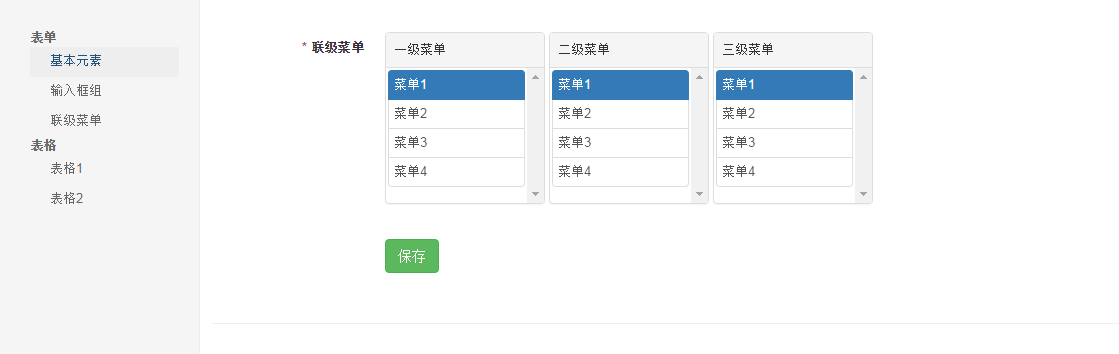 表单
基本元素
输入框组
联级菜单
表格
表格1
表格2
* 联级菜单
一级菜单
菜单1
菜单2
菜单3
菜单4
二级菜单
菜单1
菜单2
菜单3
菜单4
三级菜单
菜单1
菜单2
菜单3
菜单4
保存